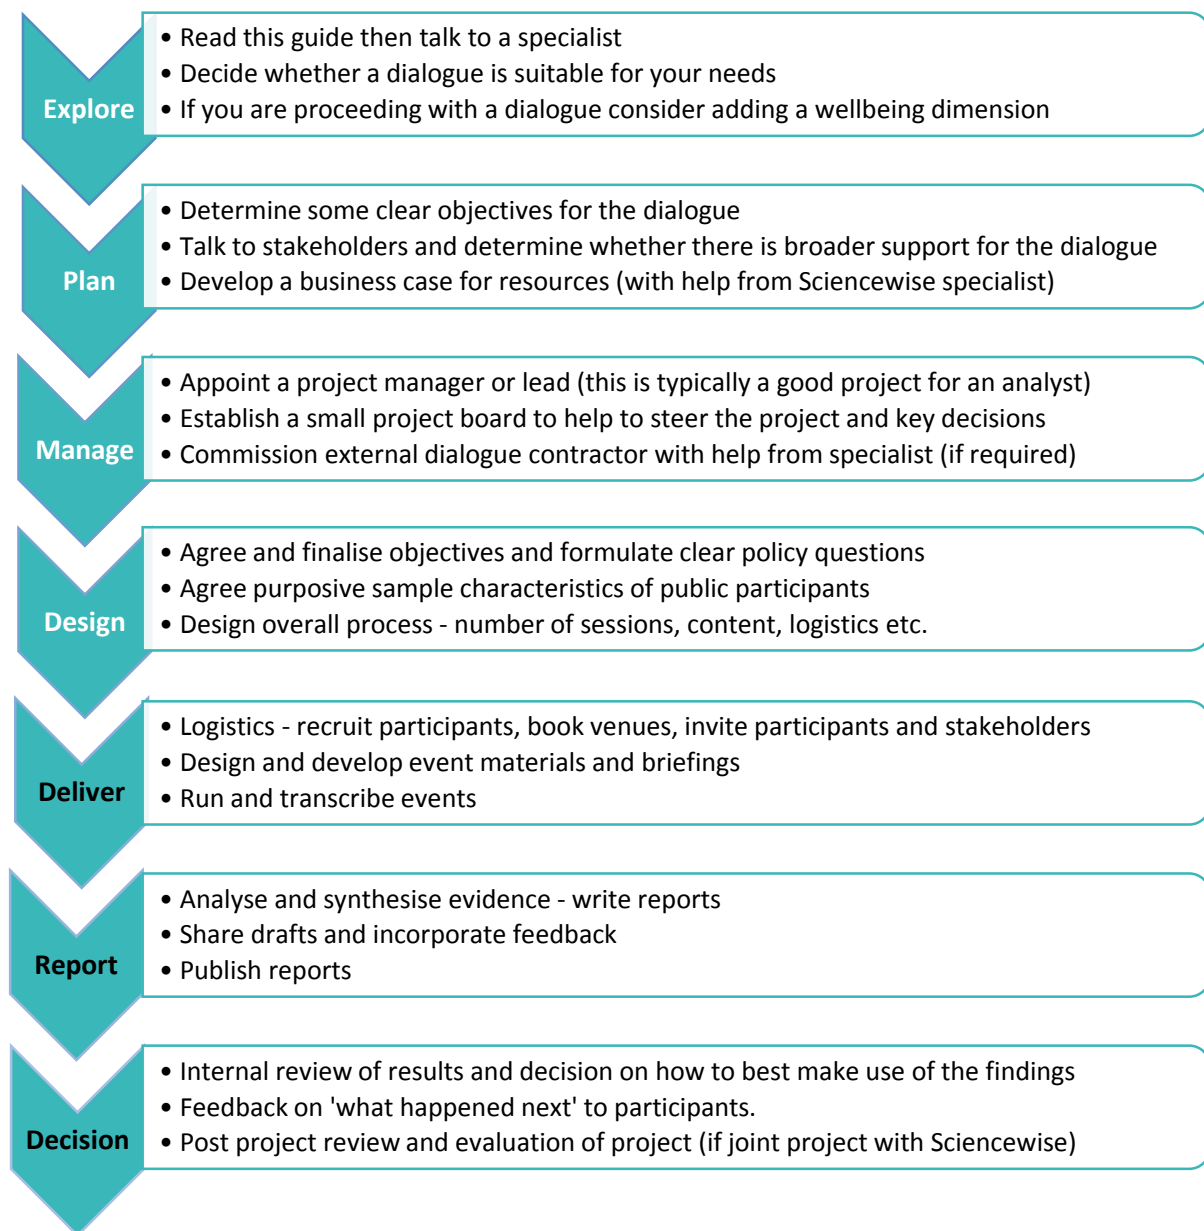 Explore
• Read this guide then talk to a specialist
• Decide whether a dialogue is suitable for your needs
• If you are proceeding with a dialogue consider adding a wellbeing dimension
Plan
• Determine some clear objectives for the dialogue
• Talk to stakeholders and determine whether there is broader support for the dialogue
• Develop a business case for resources (with help from Sciencewise specialist)
Manage
• Appoint a project manager or lead (this is typically a good project for an analyst)
• Establish a small project board to help to steer the project and key decisions
• Commission external dialogue contractor with help from specialist (if required)
Design
• Agree and finalise objectives and formulate clear policy questions
• Agree purposive sample characteristics of public participants
• Design overall process - number of sessions, content, logistics etc.
Deliver
• Logistics - recruit participants, book venues, invite participants and stakeholders
• Design and develop event materials and briefings
• Run and transcribe events
Report
• Analyse and synthesise evidence - write reports
• Share drafts and incorporate feedback
• Publish reports
Decision
• Internal review of results and decision on how to best make use of the findings
• Feedback on 'what happened next' to participants.
• Post project review and evaluation of project (if joint project with Sciencewise)